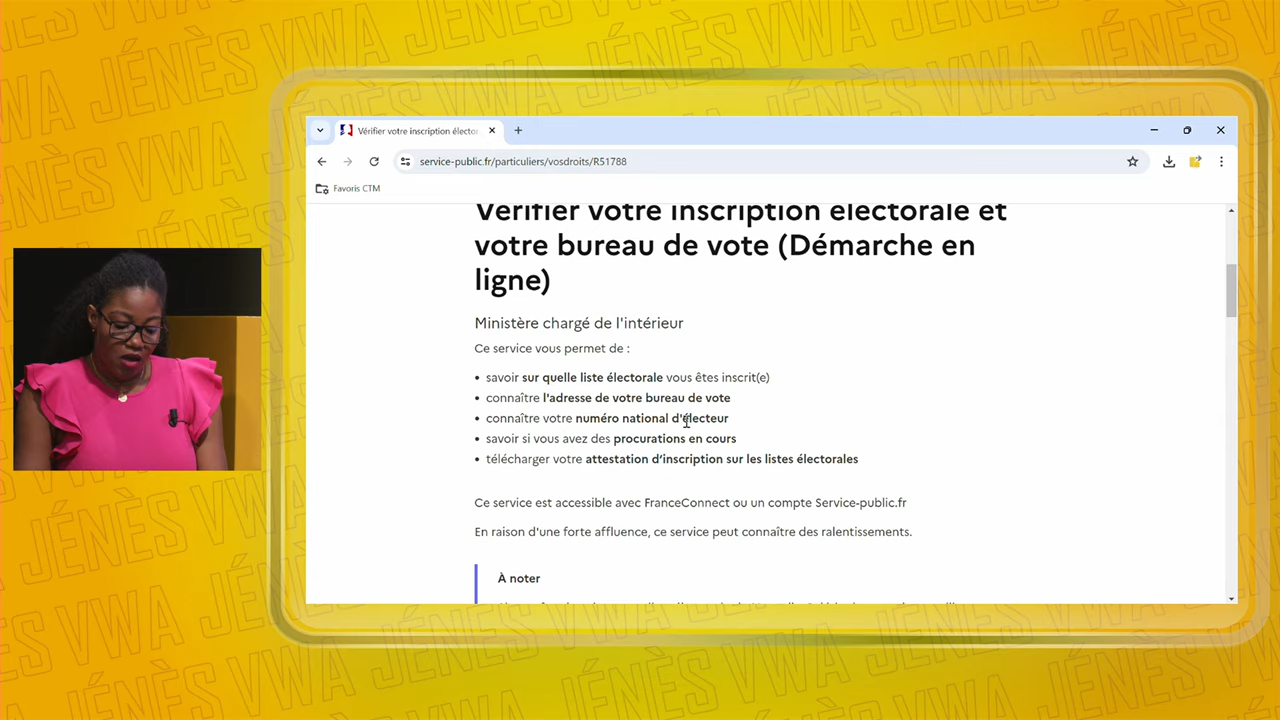 JÉNÈS VWA JÉNÈS VWA JÉNÈS VWA
Vérifier votre inscription électo
service-public.fr/particuliers/vosdroits/R51788
Favoris CTM
Vérifier votre inscription électorale et
votre bureau de vote (Démarche en
ligne)
Ministère chargé de l'intérieur
Ce service vous permet de :
• savoir sur quelle liste électorale vous êtes inscrit(e)
• connaître l'adresse de votre bureau de vote
• connaître votre numéro national d'électeur
• savoir si vous avez des procurations en cours
• télécharger votre attestation d'inscription sur les listes électorales
Ce service est accessible avec FranceConnect ou un compte Service-public.fr
En raison d'une forte affluence, ce service peut connaître des ralentissements.
À noter